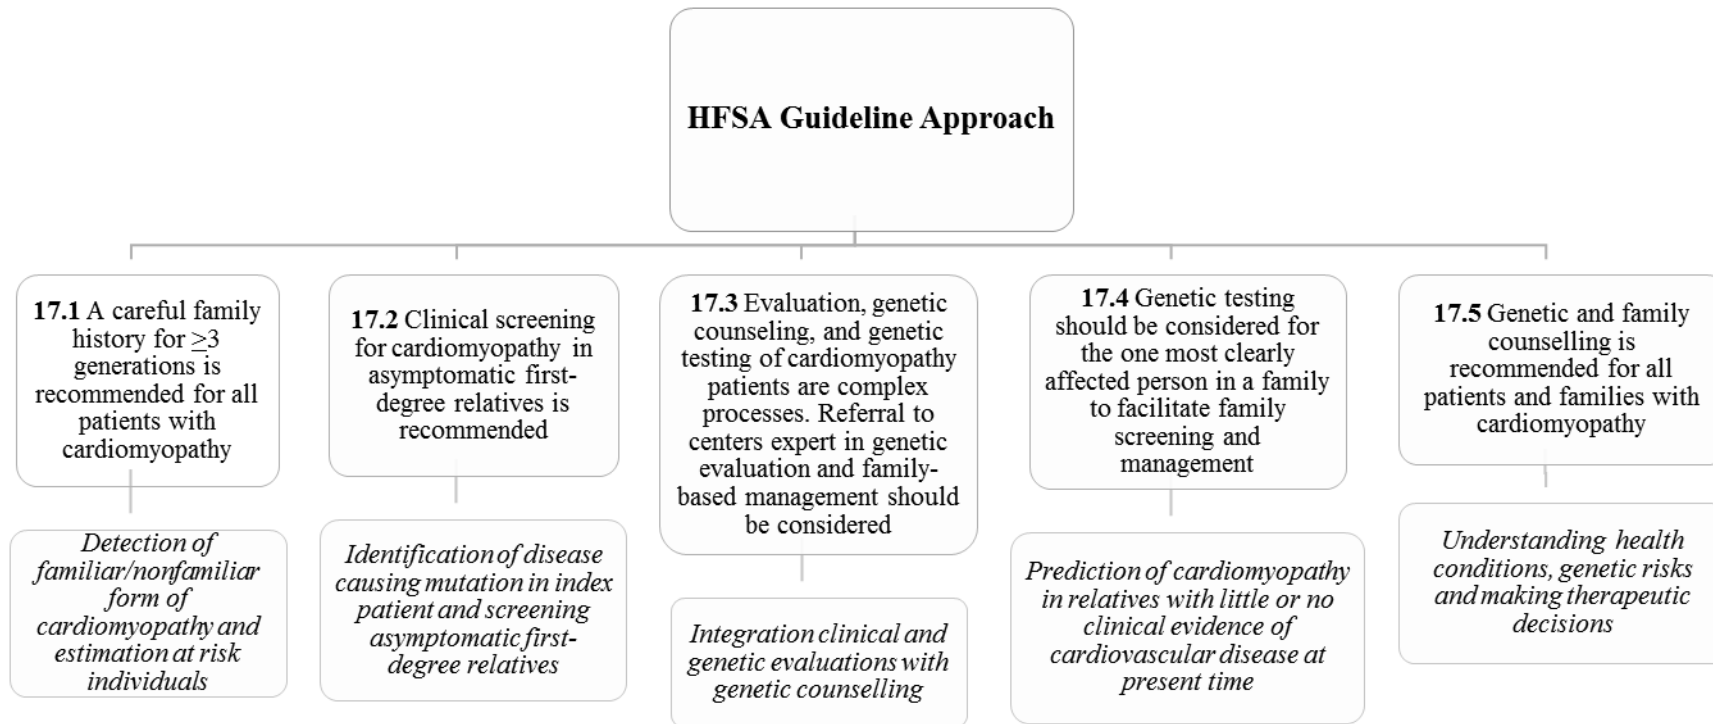 HFSA Guideline Approach
17.1 A careful family
history for ≥3
generations is
recommended for all
patients with
cardiomyopathy
17.2 Clinical screening
for cardiomyopathy in
asymptomatic first-
degree relatives is
recommended
17.3 Evaluation, genetic
counseling, and genetic
testing of cardiomyopathy
patients are complex
processes. Referral to
centers expert in genetic
evaluation and family-
based management should
be considered
17.4 Genetic testing
should be considered for
the one most clearly
affected person in a family
to facilitate family
screening and
management
17.5 Genetic and family
counselling is
recommended for all
patients and families with
cardiomyopathy
Detection of
familiar/nonfamiliar
form of
cardiomyopathy and
estimation at risk
individuals
Identification of disease
causing mutation in index
patient and screening
asymptomatic first-
degree relatives
Integration clinical and
genetic evaluations with
genetic counselling
Prediction of cardiomyopathy
in relatives with little or no
clinical evidence of
cardiovascular disease at
present time
Understanding health
conditions, genetic risks
and making therapeutic
decisions